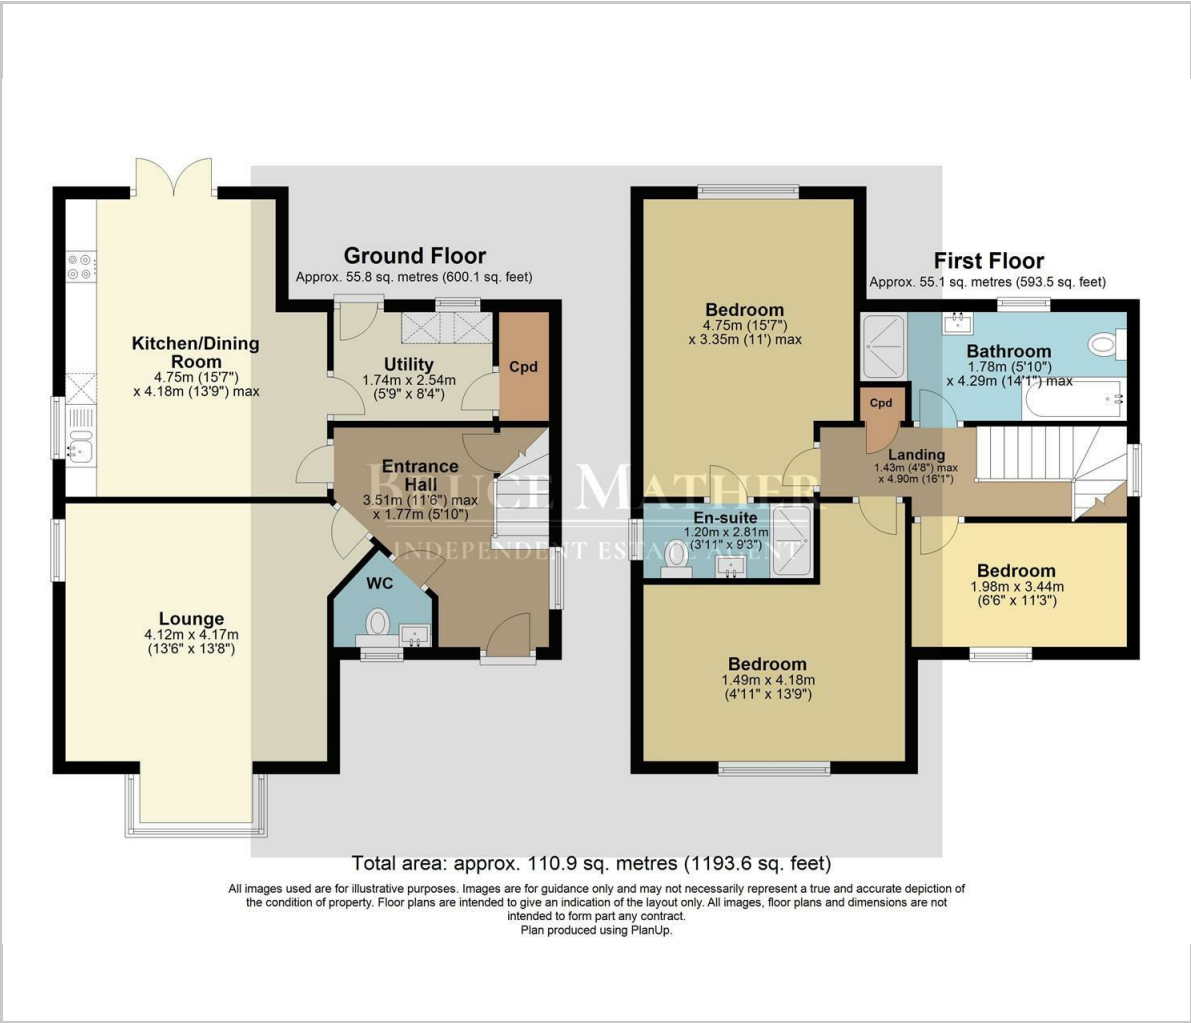 Ground Floor
Approx. 55.8 sq. metres (600.1 sq. feet)
Kitchen/Dining
Room
4.75m (15'7")
x 4.18m (13'9") max
Utility
1.74m x 2.54m
(5'9" x 8'4")
Cpd
Entrance
Hall
3.51m (11'6") max
x 1.77m (5'10")
WC
Lounge
4.12m x 4.17m
(13'6" x 13'8")
First Floor
Approx. 55.1 sq. metres (593.5 sq. feet)
Bedroom
4.75m (15'7")
x 3.35m (11') max
Bathroom
1.78m (5'10")
x 4.29m (14'1") max
Cpd
Landing
1.43m (4'8") max
x 4.90m (16'1")
En-suite
1.20m x 2.81m
(3'11" x 9'3")
Bedroom
1.98m x 3.44m
(6'6" x 11'3")
Bedroom
1.49m x 4.18m
(4'11" x 13'9")
BRUCE MATHER
INDEPENDENT ESTATE AGENT
Total area: approx. 110.9 sq. metres (1193.6 sq. feet)
All images used are for illustrative purposes. Images are for guidance only and may not necessarily represent a true and accurate depiction of
the condition of property. Floor plans are intended to give an indication of the layout only. All images, floor plans and dimensions are not
intended to form part any contract.
Plan produced using PlanUp.